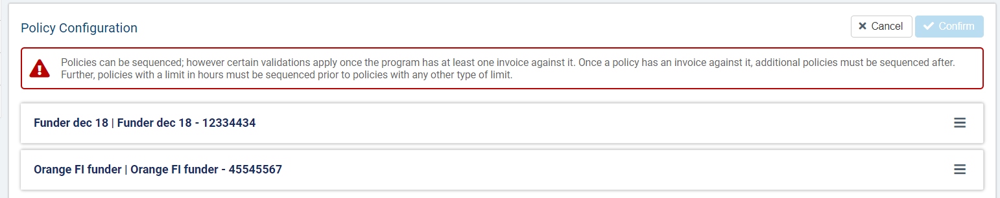 Policy Configuration
Cancel
Confirm
Policies can be sequenced; however certain validations apply once the program has at least one invoice against it. Once a policy has an invoice against it, additional policies must be sequenced after.
Further, policies with a limit in hours must be sequenced prior to policies with any other type of limit.
Funder dec 18 | Funder dec 18 - 12334434
Orange FI funder | Orange FI funder - 45545567